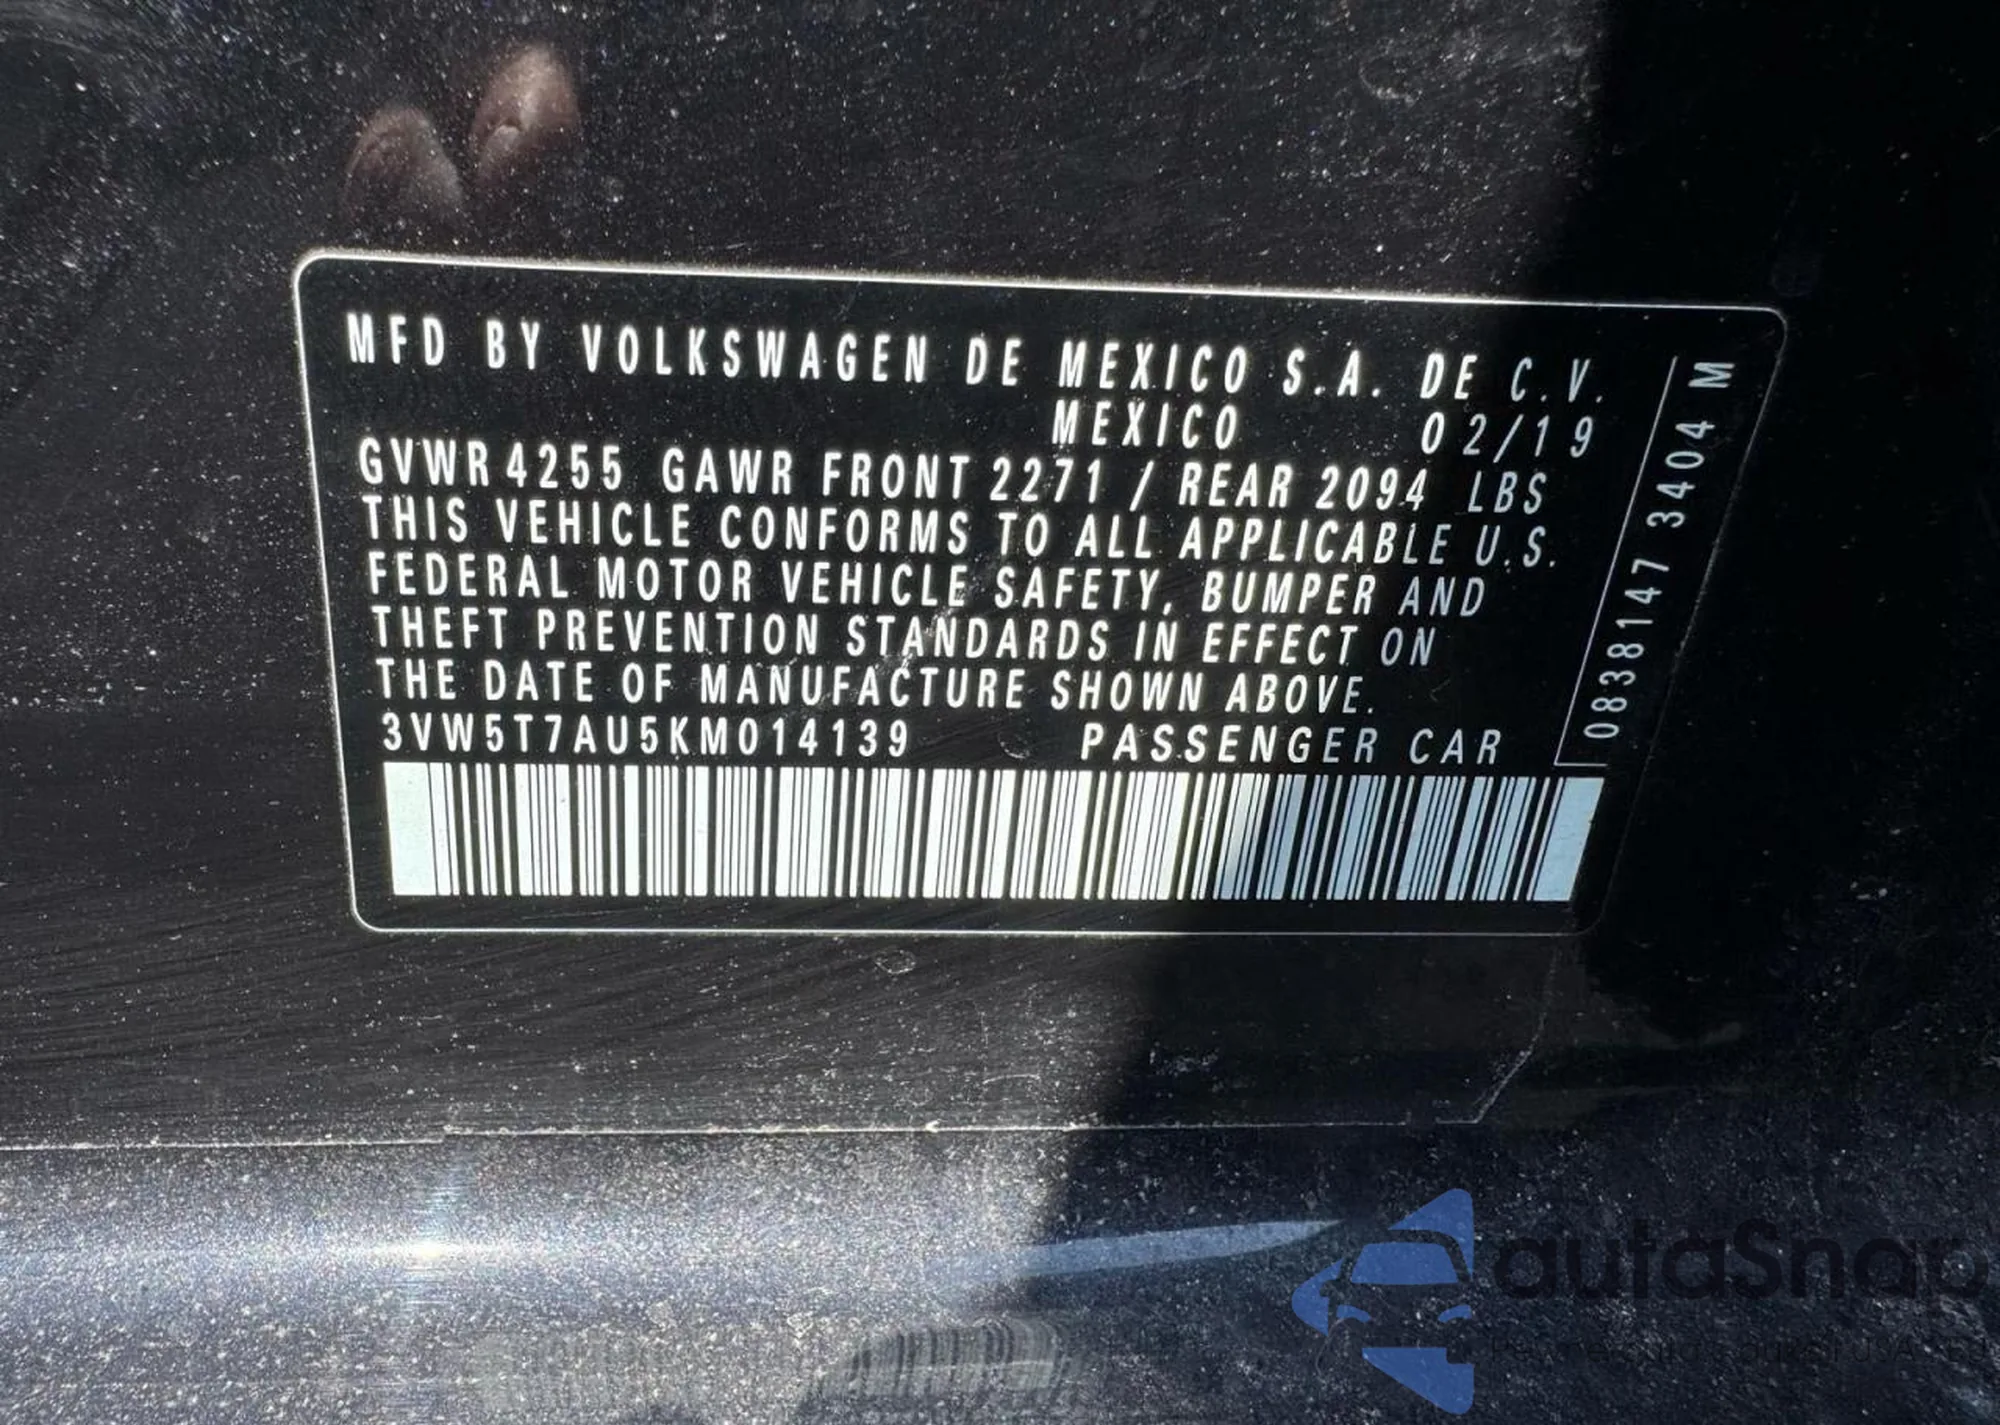 MFD BY VOLKSWAGEN DE MEXICO S.A. DE C.V.
MEXICO 02/19
GVWR 4255 GAWR FRONT 2271 / REAR 2094 LBS
THIS VEHICLE CONFORMS TO ALL APPLICABLE U.S.
FEDERAL MOTOR VEHICLE SAFETY, BUMPER AND
THEFT PREVENTION STANDARDS IN EFFECT ON
THE DATE OF MANUFACTURE SHOWN ABOVE.
3VW5T7AU5KM014139 PASSENGER CAR
0838147 3404 M
autaSnap